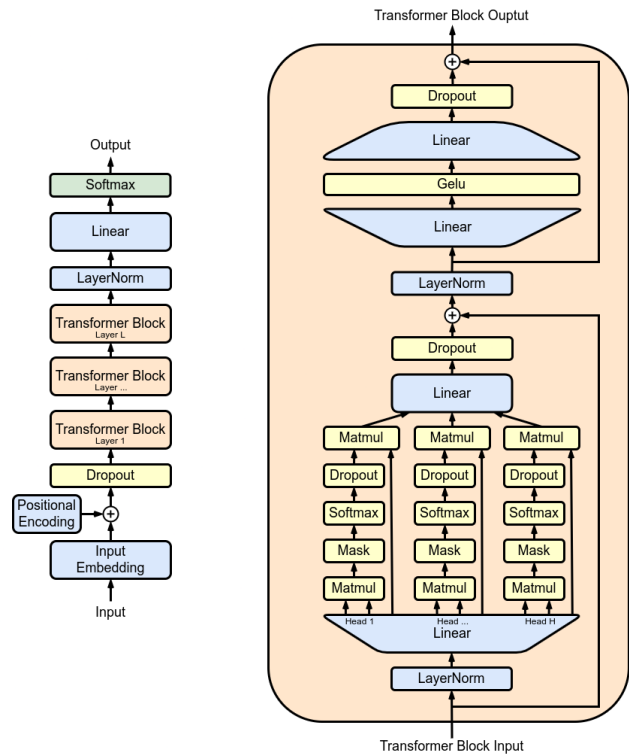 Output
Softmax
Linear
LayerNorm
Transformer Block
Layer L
Transformer Block
Layer ...
Transformer Block
Layer 1
Dropout
Positional
Encoding
Input
Embedding
Input
Transformer Block Ouptut
Dropout
Linear
Gelu
Linear
LayerNorm
Dropout
Linear
Matmul Matmul Matmul
Dropout Dropout Dropout
Softmax Softmax Softmax
Mask Mask Mask
Matmul Matmul Matmul
Head 1 Head ... Head H
Linear
LayerNorm
Transformer Block Input